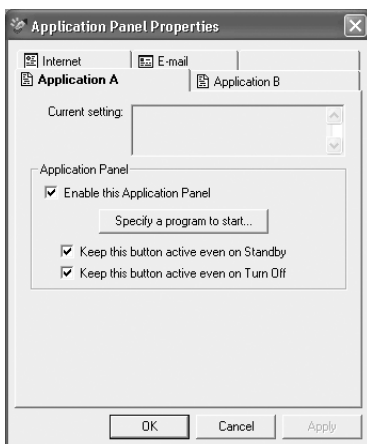 Application Panel Properties
Internet
E-mail
Application A
Application B
Current setting:
Application Panel
Enable this Application Panel
Specify a program to start...
Keep this button active even on Standby
Keep this button active even on Turn Off
OK
Cancel
Apply